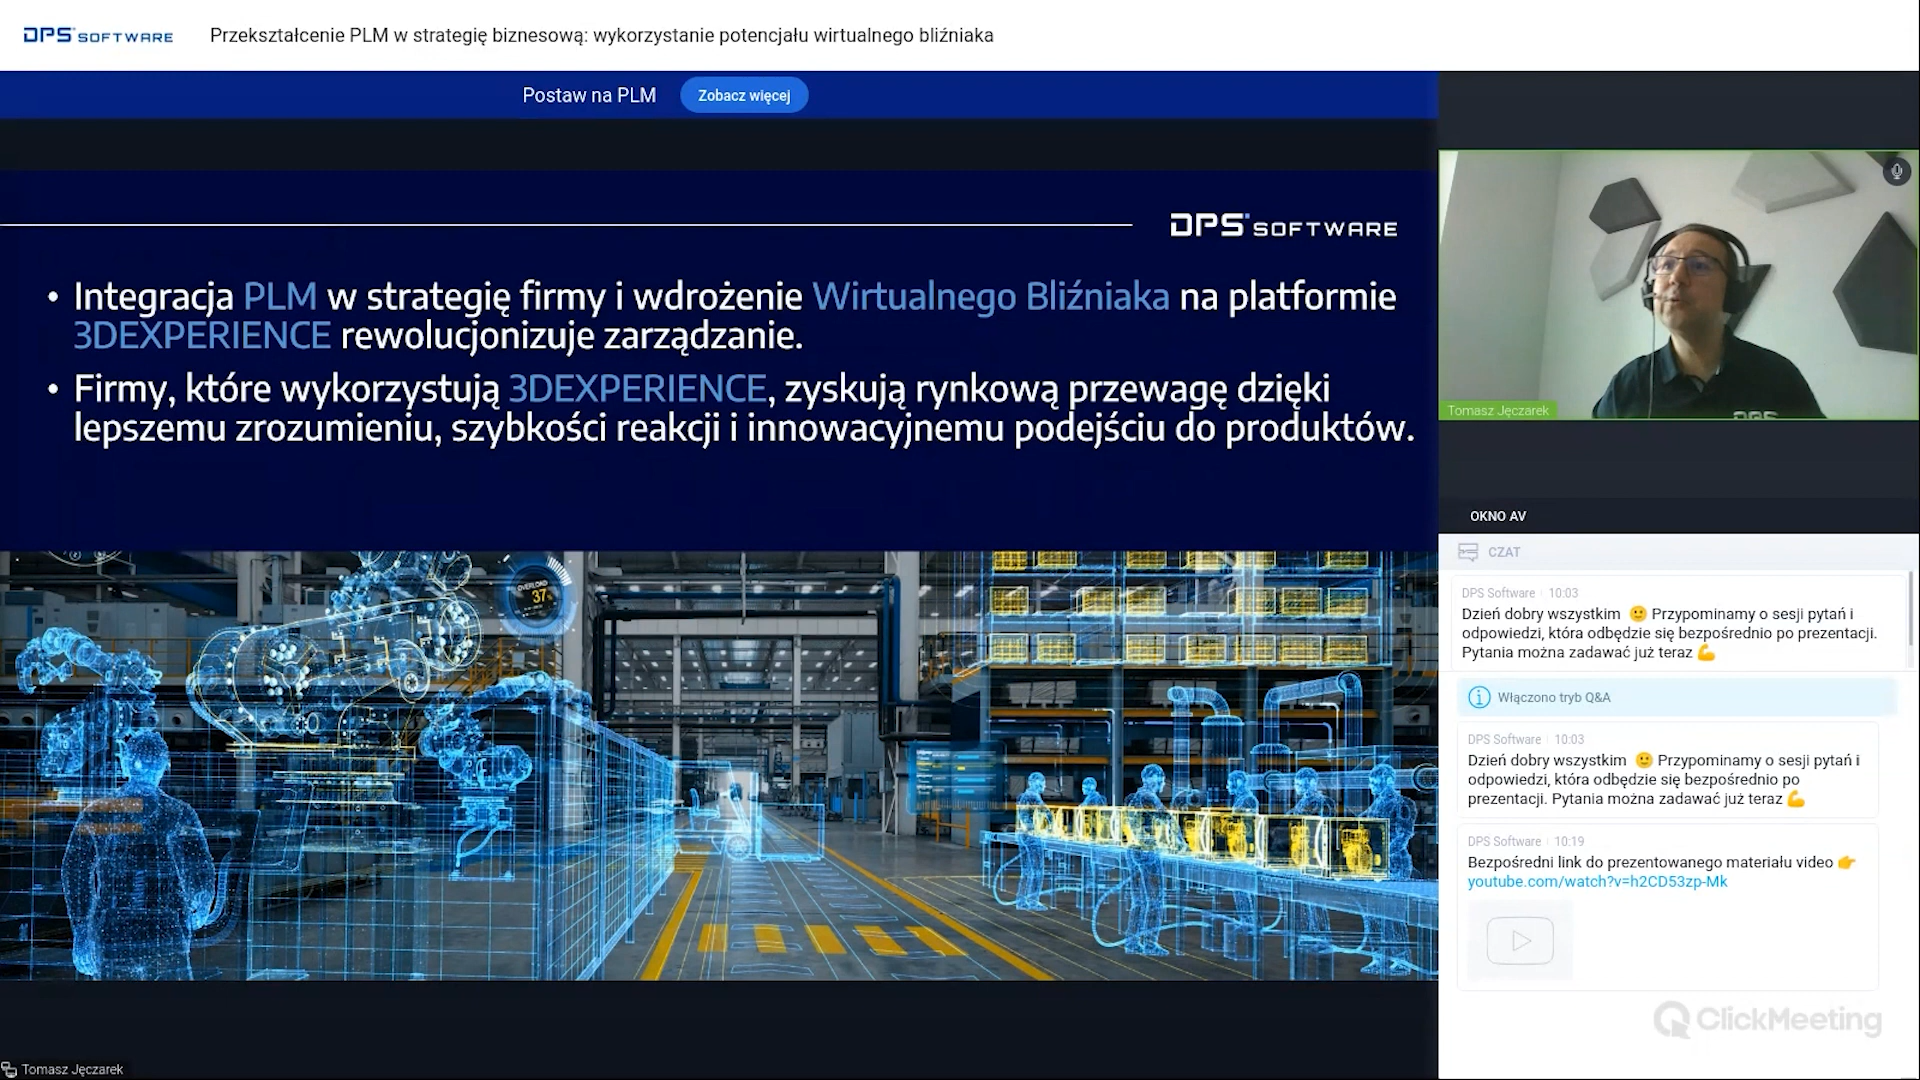 DPS SOFTWARE
Przekształcenie PLM w strategię biznesową: wykorzystanie potencjału wirtualnego bliźniaka
Postaw na PLM
Zobacz więcej
DPS SOFTWARE
• Integracja PLM w strategię firmy i wdrożenie Wirtualnego Bliźniaka na platformie
3DEXPERIENCE rewolucjonizuje zarządzanie.
• Firmy, które wykorzystują 3DEXPERIENCE, zyskują rynkową przewagę dzięki
lepszemu zrozumieniu, szybkości reakcji i innowacyjnemu podejściu do produktów.
OVERLOAD
37%
Tomasz Jęczarek
Tomasz Jęczarek
OKNO AV
CZAT
DPS Software 10:03
Dzień dobry wszystkim 🙂 Przypominamy o sesji pytań i
odpowiedzi, która odbędzie się bezpośrednio po prezentacji.
Pytania można zadawać już teraz 💪
Włączono tryb Q&A
DPS Software 10:03
Dzień dobry wszystkim 🙂 Przypominamy o sesji pytań i
odpowiedzi, która odbędzie się bezpośrednio po
prezentacji. Pytania można zadawać już teraz 💪
DPS Software 10:19
Bezpośredni link do prezentowanego materiału video 👉
youtube.com/watch?v=h2CD53zp-Mk
ClickMeeting